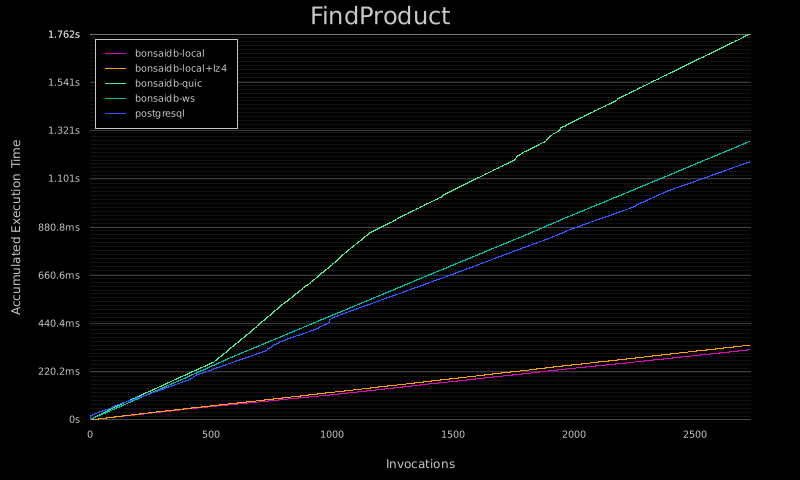 FindProduct
1.762s
1.541s
1.321s
1.101s
880.8ms
660.6ms
440.4ms
220.2ms
0s
bonsaidb-local
bonsaidb-local+lz4
bonsaidb-quic
bonsaidb-ws
postgresql
Accumulated Execution Time
0
500
1000
1500
2000
2500
Invocations